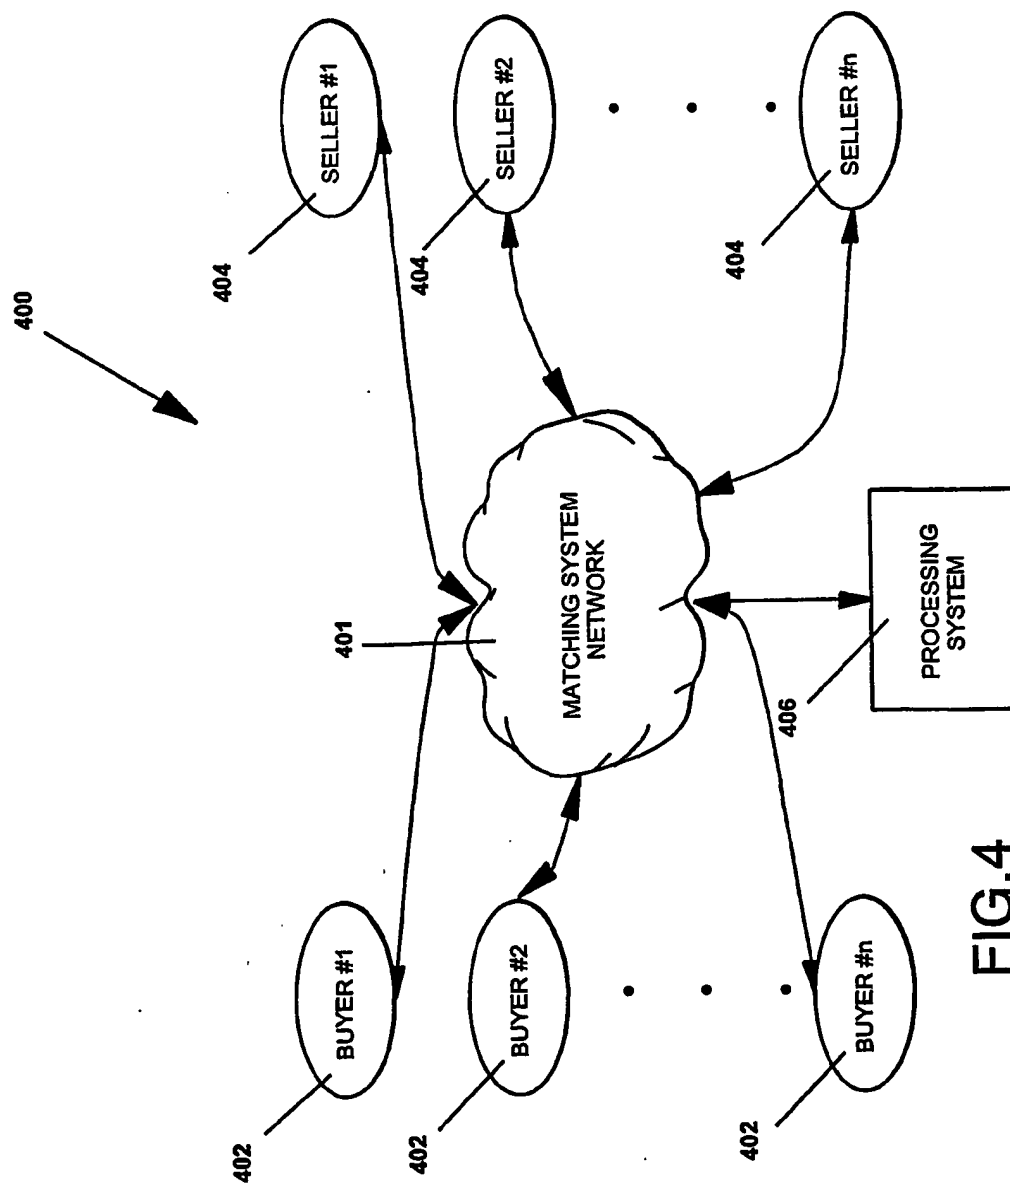 400
BUYER #1
402
BUYER #2
402
BUYER #n
402
401
MATCHING SYSTEM
NETWORK
SELLER #1
404
SELLER #2
404
SELLER #n
404
PROCESSING
SYSTEM
406
FIG.4